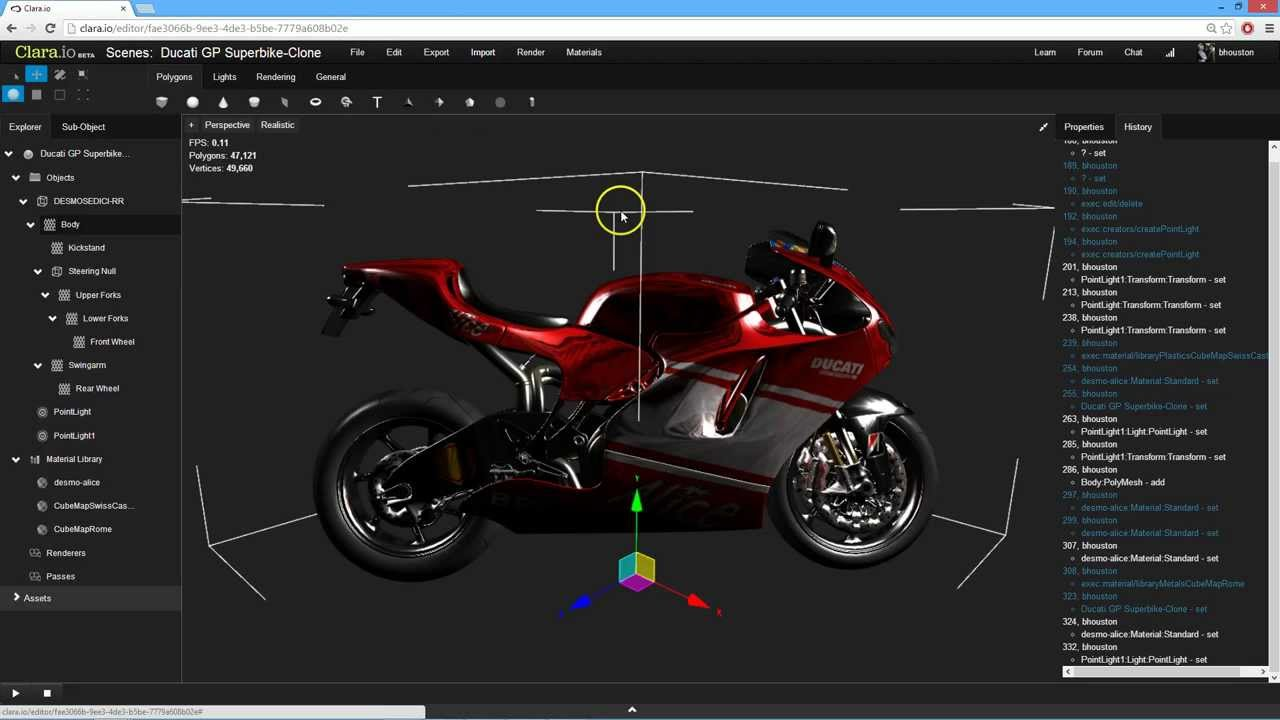 Clara.io
clara.io/editor/fae3066b-9ee3-4de3-b5be-7779a608b02e
Clara.io BETA Scenes: Ducati GP Superbike-Clone File Edit Export Import Render Materials Learn Forum Chat bhouston
Polygons Lights Rendering General
T
Explorer Sub-Object + Perspective Realistic Properties History
FPS: 0.11
Polygons: 47,121
Vertices: 49,660
Ducati GP Superbike...
Objects
DESMOSEDICI-RR
Body
Kickstand
Steering Null
Upper Forks
Lower Forks
Front Wheel
Swingarm
Rear Wheel
PointLight
PointLight1
Material Library
desmo-alice
CubeMapSwissCas...
CubeMapRome
Renderers
Passes
Assets
DUCATI
Alice
Y
X
bhouston
? - set
189, bhouston
? - set
190, bhouston
exec:edit/delete
192, bhouston
exec:creators/createPointLight
194, bhouston
exec:creators/createPointLight
201, bhouston
PointLight1:Transform:Transform - set
213, bhouston
PointLight:Transform:Transform - set
238, bhouston
PointLight1:Transform:Transform - set
239, bhouston
exec:material/libraryPlasticsCubeMapSwissCast
254, bhouston
desmo-alice:Material:Standard - set
255, bhouston
Ducati GP Superbike-Clone - set
263, bhouston
PointLight1:Light:PointLight - set
285, bhouston
PointLight1:Transform:Transform - set
286, bhouston
Body:PolyMesh - add
297, bhouston
desmo-alice:Material:Standard - set
299, bhouston
desmo-alice:Material:Standard - set
307, bhouston
desmo-alice:Material:Standard - set
308, bhouston
exec:material/libraryMetalsCubeMapRome
323, bhouston
Ducati GP Superbike-Clone - set
324, bhouston
desmo-alice:Material:Standard - set
332, bhouston
PointLight1:Light:PointLight - set
clara.io/editor/fae3066b-9ee3-4de3-b5be-7779a608b02e#